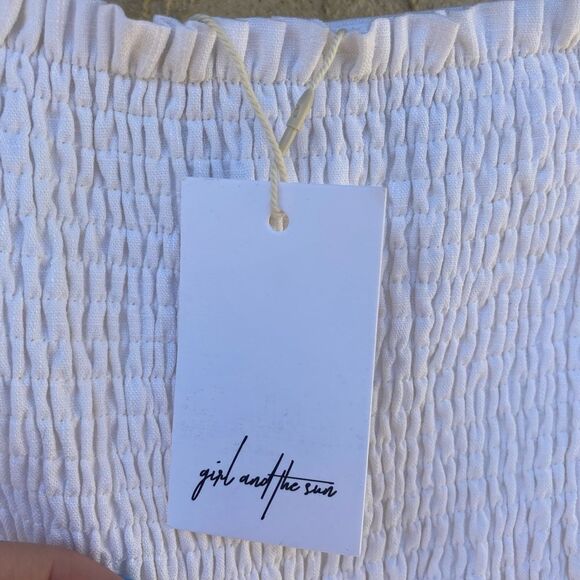 girl and the sun